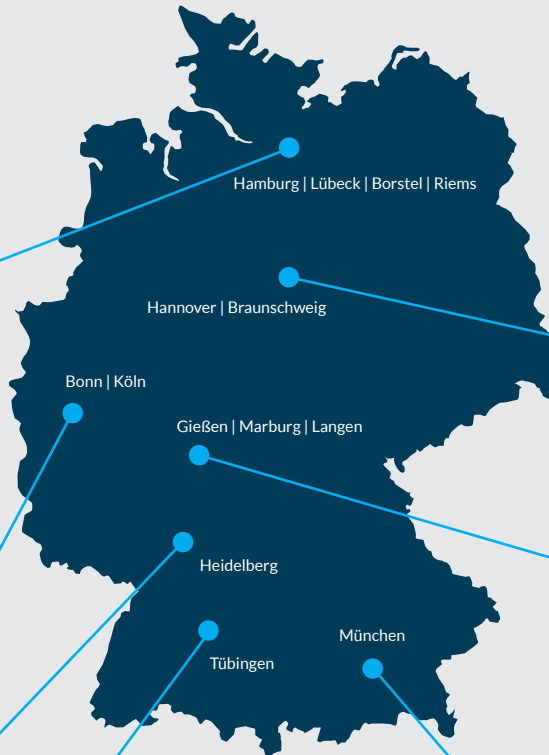 Hamburg | Lübeck | Borstel | Riems
Hannover | Braunschweig
Bonn | Köln
Gießen | Marburg | Langen
Heidelberg
München
Tübingen